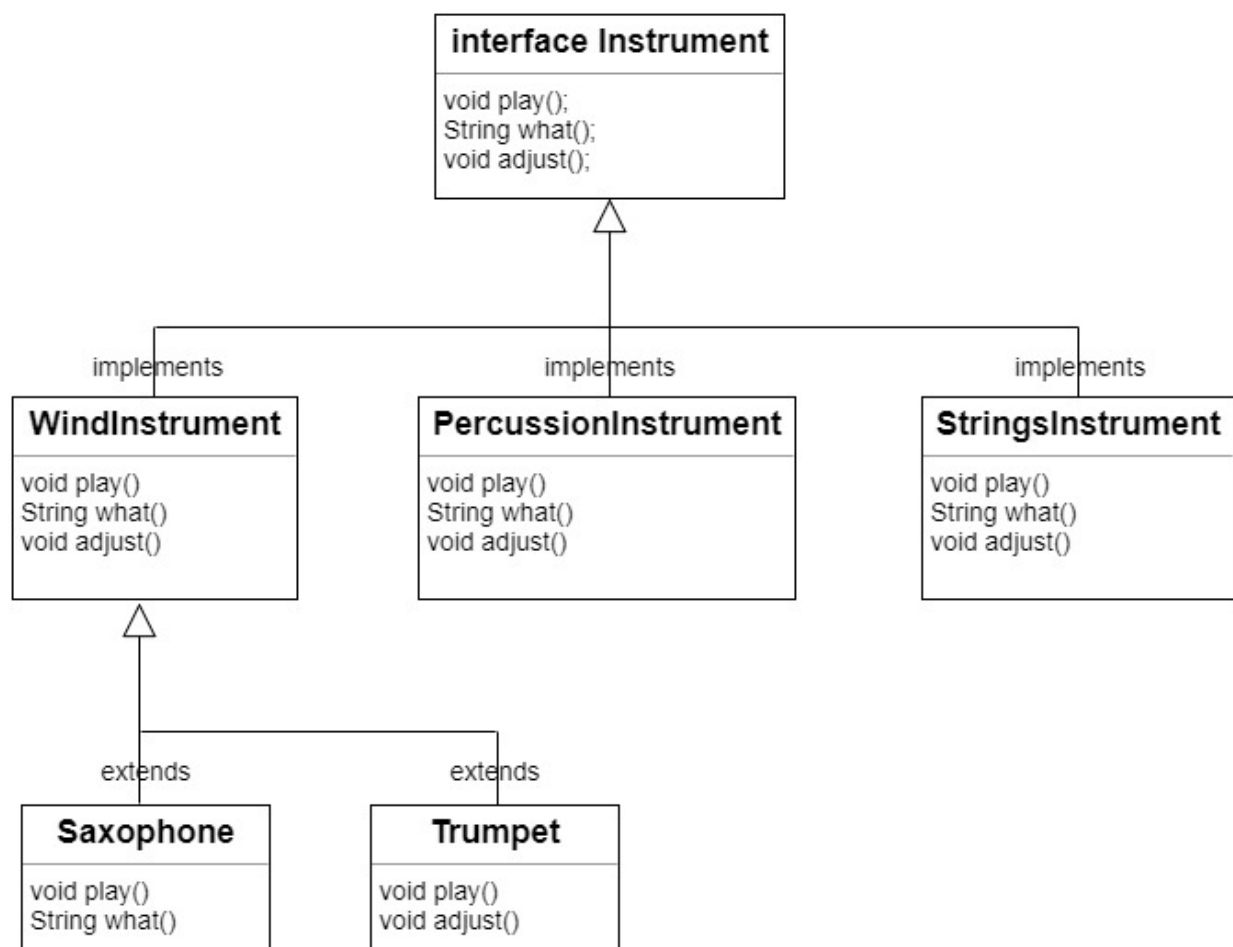 interface Instrument
void play();
String what();
void adjust();
implements
implements
implements
WindInstrument
void play()
String what()
void adjust()
PercussionInstrument
void play()
String what()
void adjust()
StringsInstrument
void play()
String what()
void adjust()
extends
extends
Saxophone
void play()
String what()
Trumpet
void play()
void adjust()